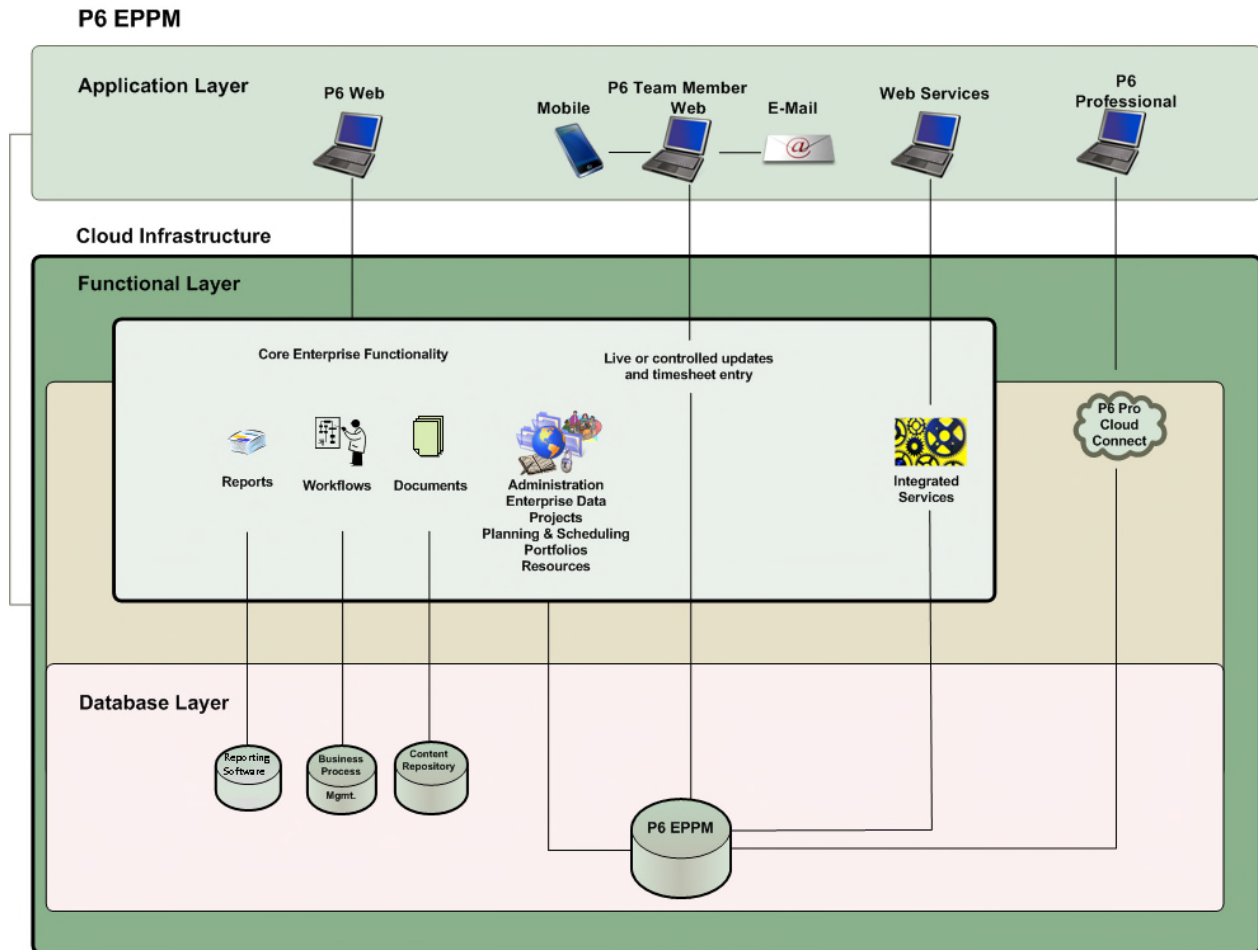 P6 EPPM
Application Layer
P6 Web
Mobile
P6 Team Member
Web
E-Mail
Web Services
P6
Professional
@
Cloud Infrastructure
Functional Layer
Core Enterprise Functionality
Live or controlled updates
and timesheet entry
Reports
Workflows
Documents
Administration
Enterprise Data
Projects
Planning & Scheduling
Portfolios
Resources
Integrated
Services
P6 Pro
Cloud
Connect
Database Layer
Reporting
Software
Business
Process
Mgmt.
Content
Repository
P6 EPPM